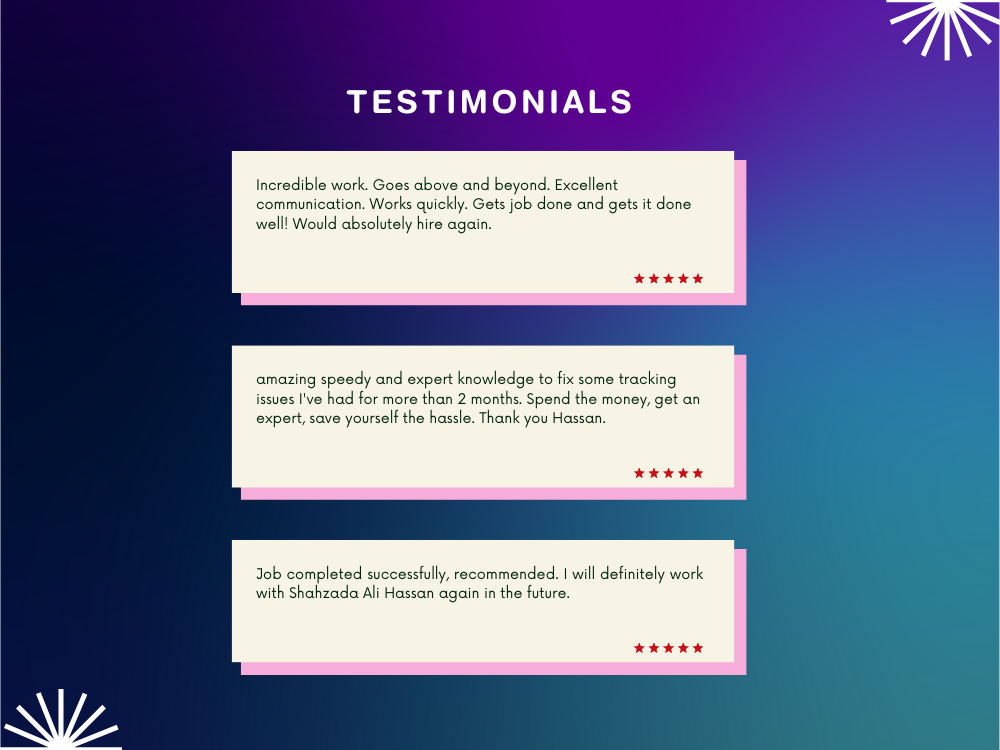 TESTIMONIALS
Incredible work. Goes above and beyond. Excellent
communication. Works quickly. Gets job done and gets it done
well! Would absolutely hire again.
amazing speedy and expert knowledge to fix some tracking
issues I've had for more than 2 months. Spend the money, get an
expert, save yourself the hassle. Thank you Hassan.
Job completed successfully, recommended. I will definitely work
with Shahzada Ali Hassan again in the future.